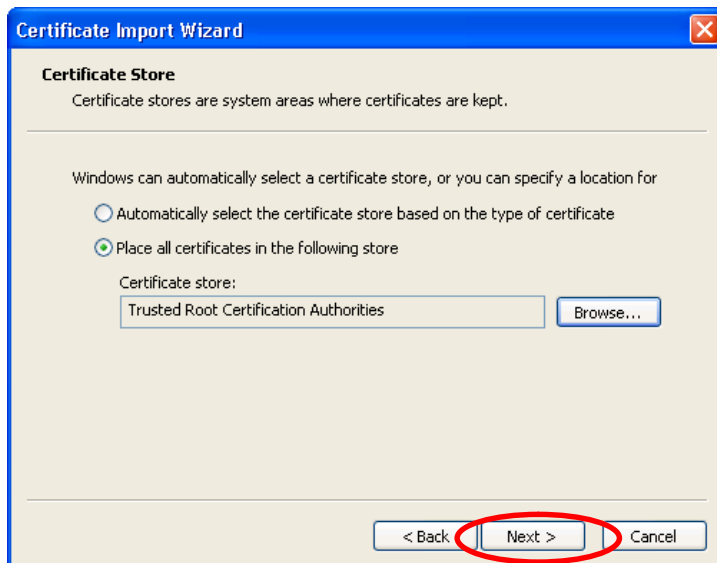 Certificate Import Wizard
Certificate Store
Certificate stores are system areas where certificates are kept.
Windows can automatically select a certificate store, or you can specify a location for
Automatically select the certificate store based on the type of certificate
Place all certificates in the following store
Certificate store:
Trusted Root Certification Authorities
Browse...
< Back Next > Cancel